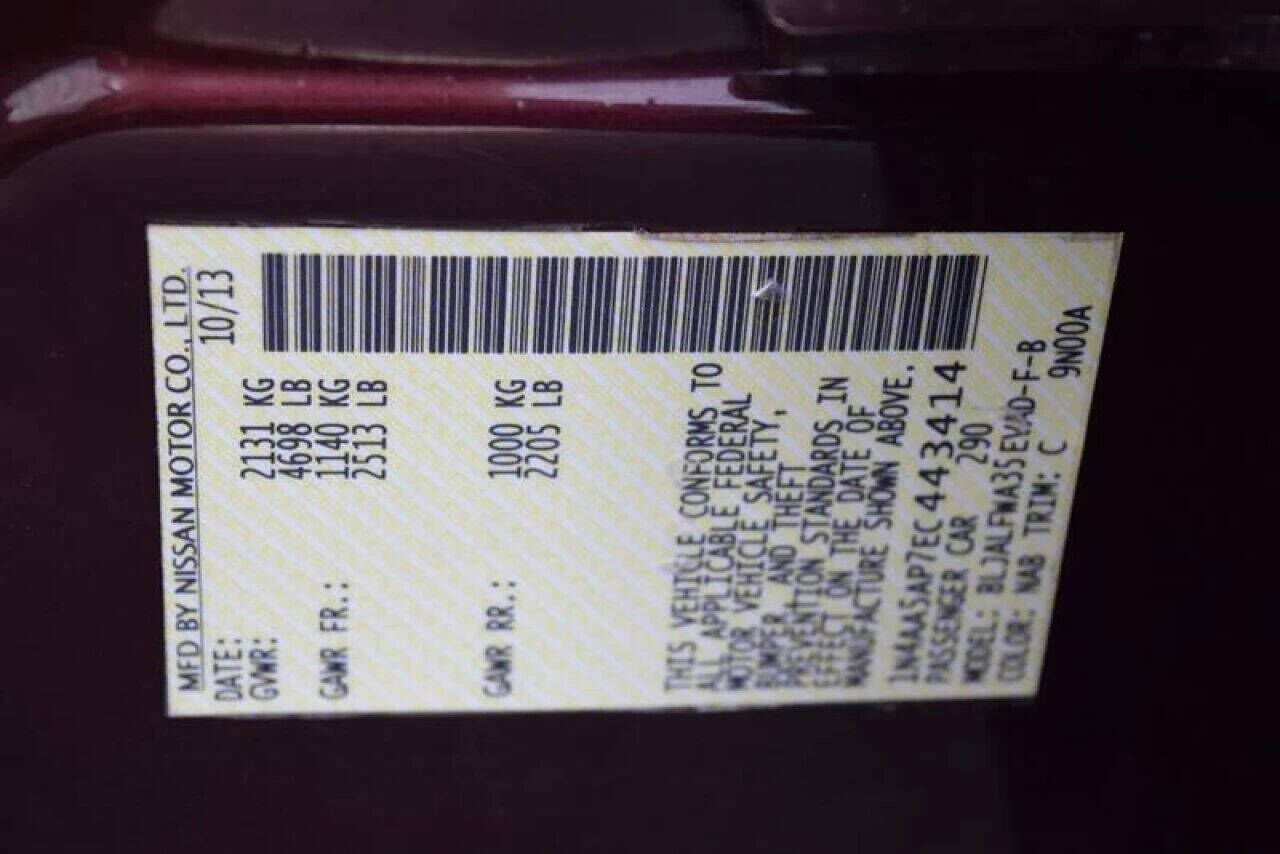 MFD BY NISSAN MOTOR CO., LTD.
DATE: 10/13
GVWR: 2131 KG
4698 LB
GAWR FR.: 1140 KG
2513 LB
GAWR RR.: 1000 KG
2205 LB
THIS VEHICLE CONFORMS TO
ALL APPLICABLE FEDERAL
MOTOR VEHICLE SAFETY,
BUMPER, AND THEFT
PREVENTION STANDARDS IN
EFFECT ON THE DATE OF
MANUFACTURE SHOWN ABOVE.
1N4AA5AP7EC443414
PASSENGER CAR 290
MODEL:
COLOR: NAB TRIM: C 9N00A